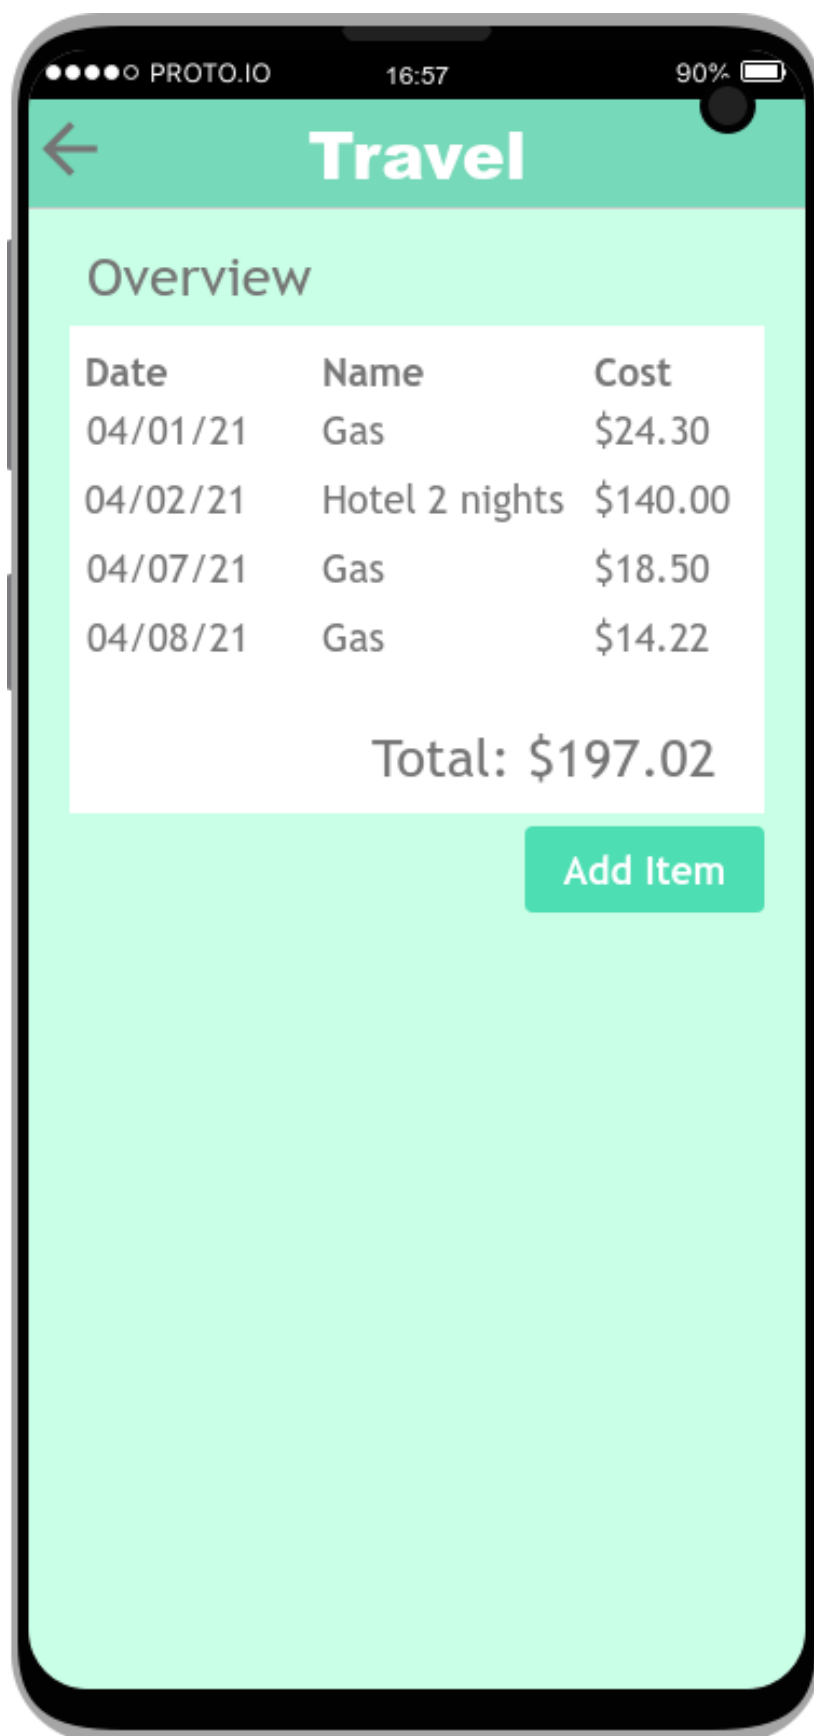 PROTO.IO 16:57 90%
Travel
Overview
Date Name Cost
04/01/21 Gas $24.30
04/02/21 Hotel 2 nights $140.00
04/07/21 Gas $18.50
04/08/21 Gas $14.22
Total: $197.02
Add Item